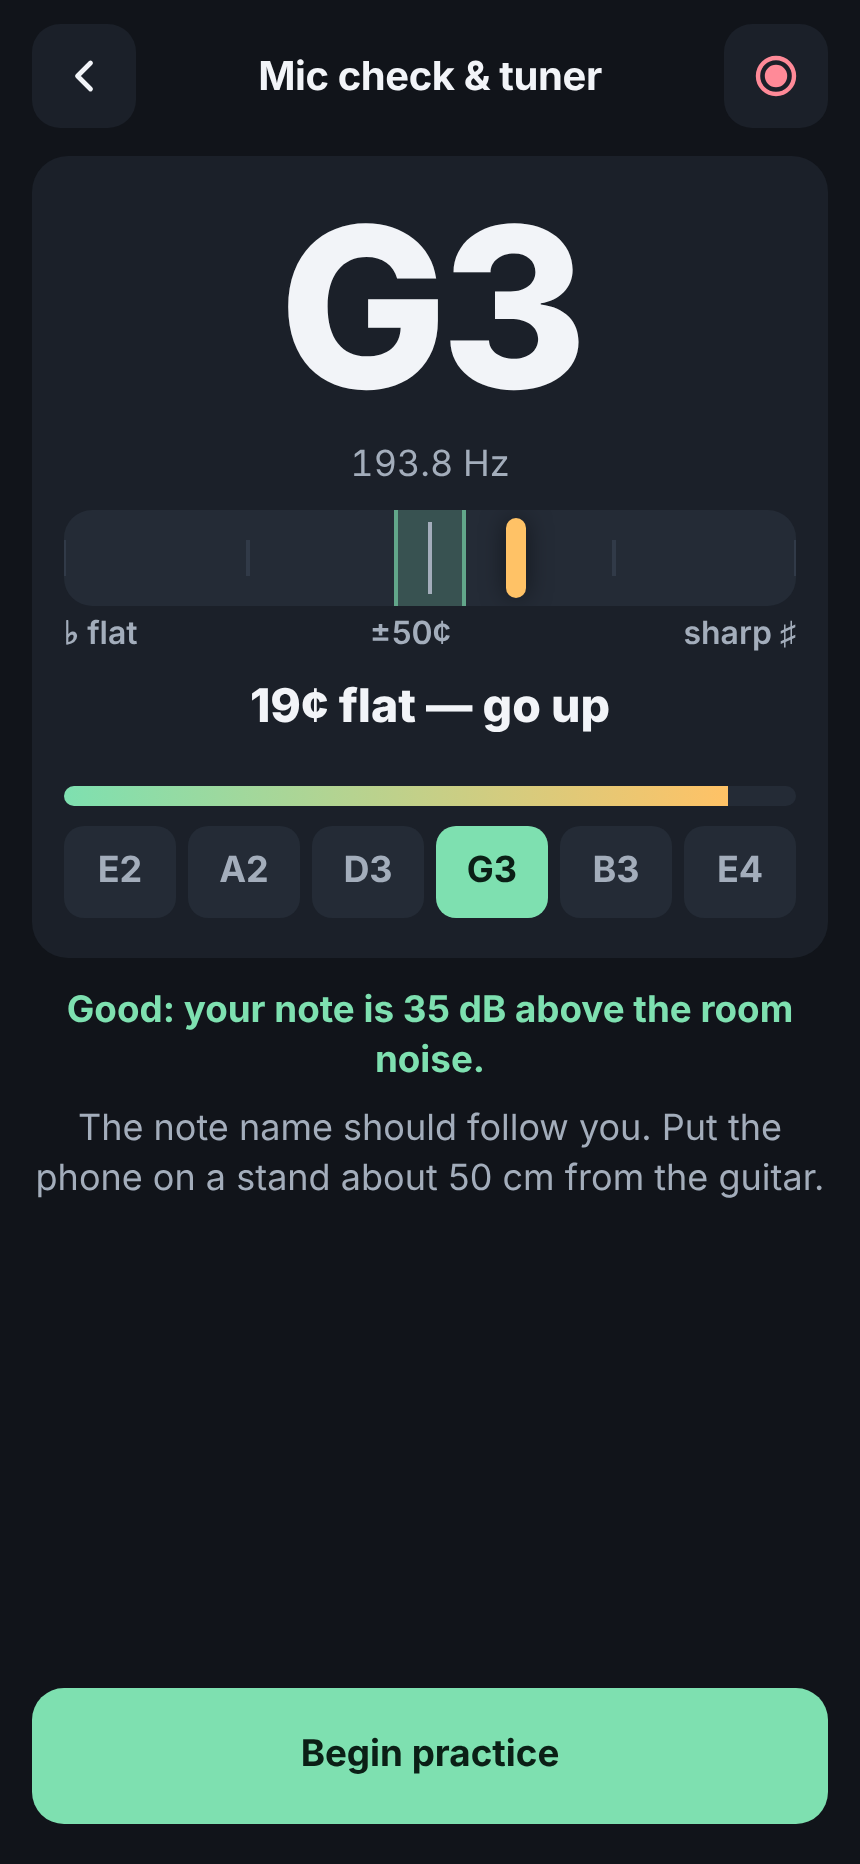 Mic check & tuner
G3
193.8 Hz
♭ flat ±50¢ sharp ♯
19¢ flat — go up
E2 A2 D3 G3 B3 E4
Good: your note is 35 dB above the room
noise.
The note name should follow you. Put the
phone on a stand about 50 cm from the guitar.
Begin practice